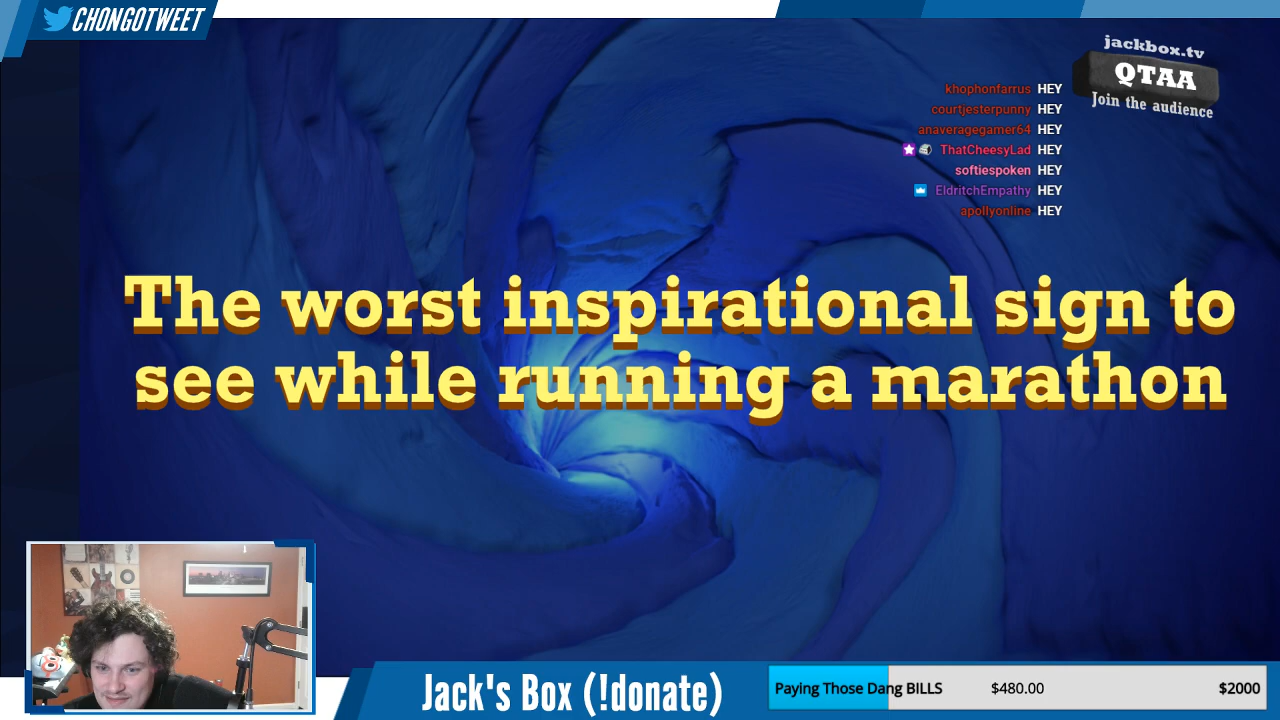 CHONGOTWEET
jackbox.tv
QTAA
Join the audience
khophonfarrus HEY
courtjesterpunny HEY
anaveragegamer64 HEY
ThatCheesyLad HEY
softiespoken HEY
EldritchEmpathy HEY
apollyonline HEY
The worst inspirational sign to
see while running a marathon
Jack's Box (!donate)
Paying Those Dang BILLS $480.00 $2000